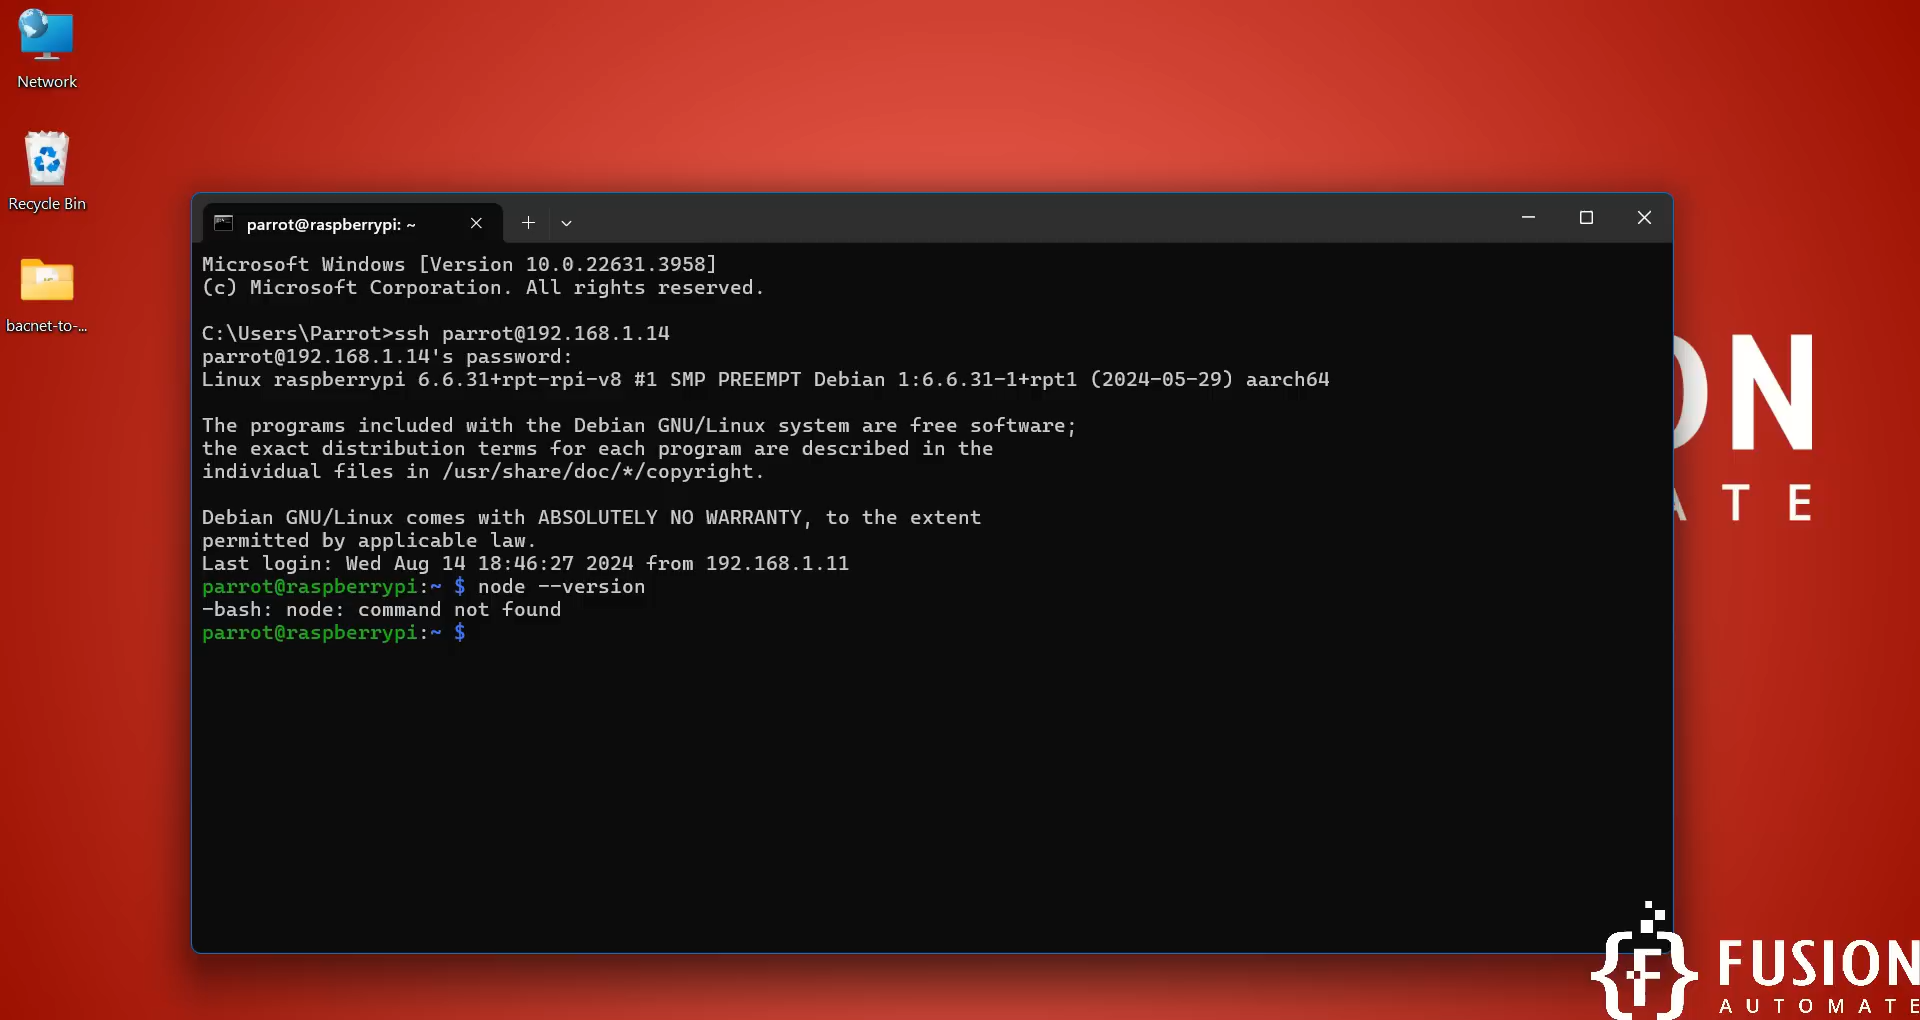 Network
Recycle Bin
bacnet-to-...
parrot@raspberrypi: ~
Microsoft Windows [Version 10.0.22631.3958]
(c) Microsoft Corporation. All rights reserved.
C:\Users\Parrot>ssh parrot@192.168.1.14
parrot@192.168.1.14's password:
Linux raspberrypi 6.6.31+rpt-rpi-v8 #1 SMP PREEMPT Debian 1:6.6.31-1+rpt1 (2024-05-29) aarch64
The programs included with the Debian GNU/Linux system are free software;
the exact distribution terms for each program are described in the
individual files in /usr/share/doc/*/copyright.
Debian GNU/Linux comes with ABSOLUTELY NO WARRANTY, to the extent
permitted by applicable law.
Last login: Wed Aug 14 18:46:27 2024 from 192.168.1.11
parrot@raspberrypi:~ $ node --version
-bash: node: command not found
parrot@raspberrypi:~ $
ON
ATE
{F}
FUSION
AUTOMATE